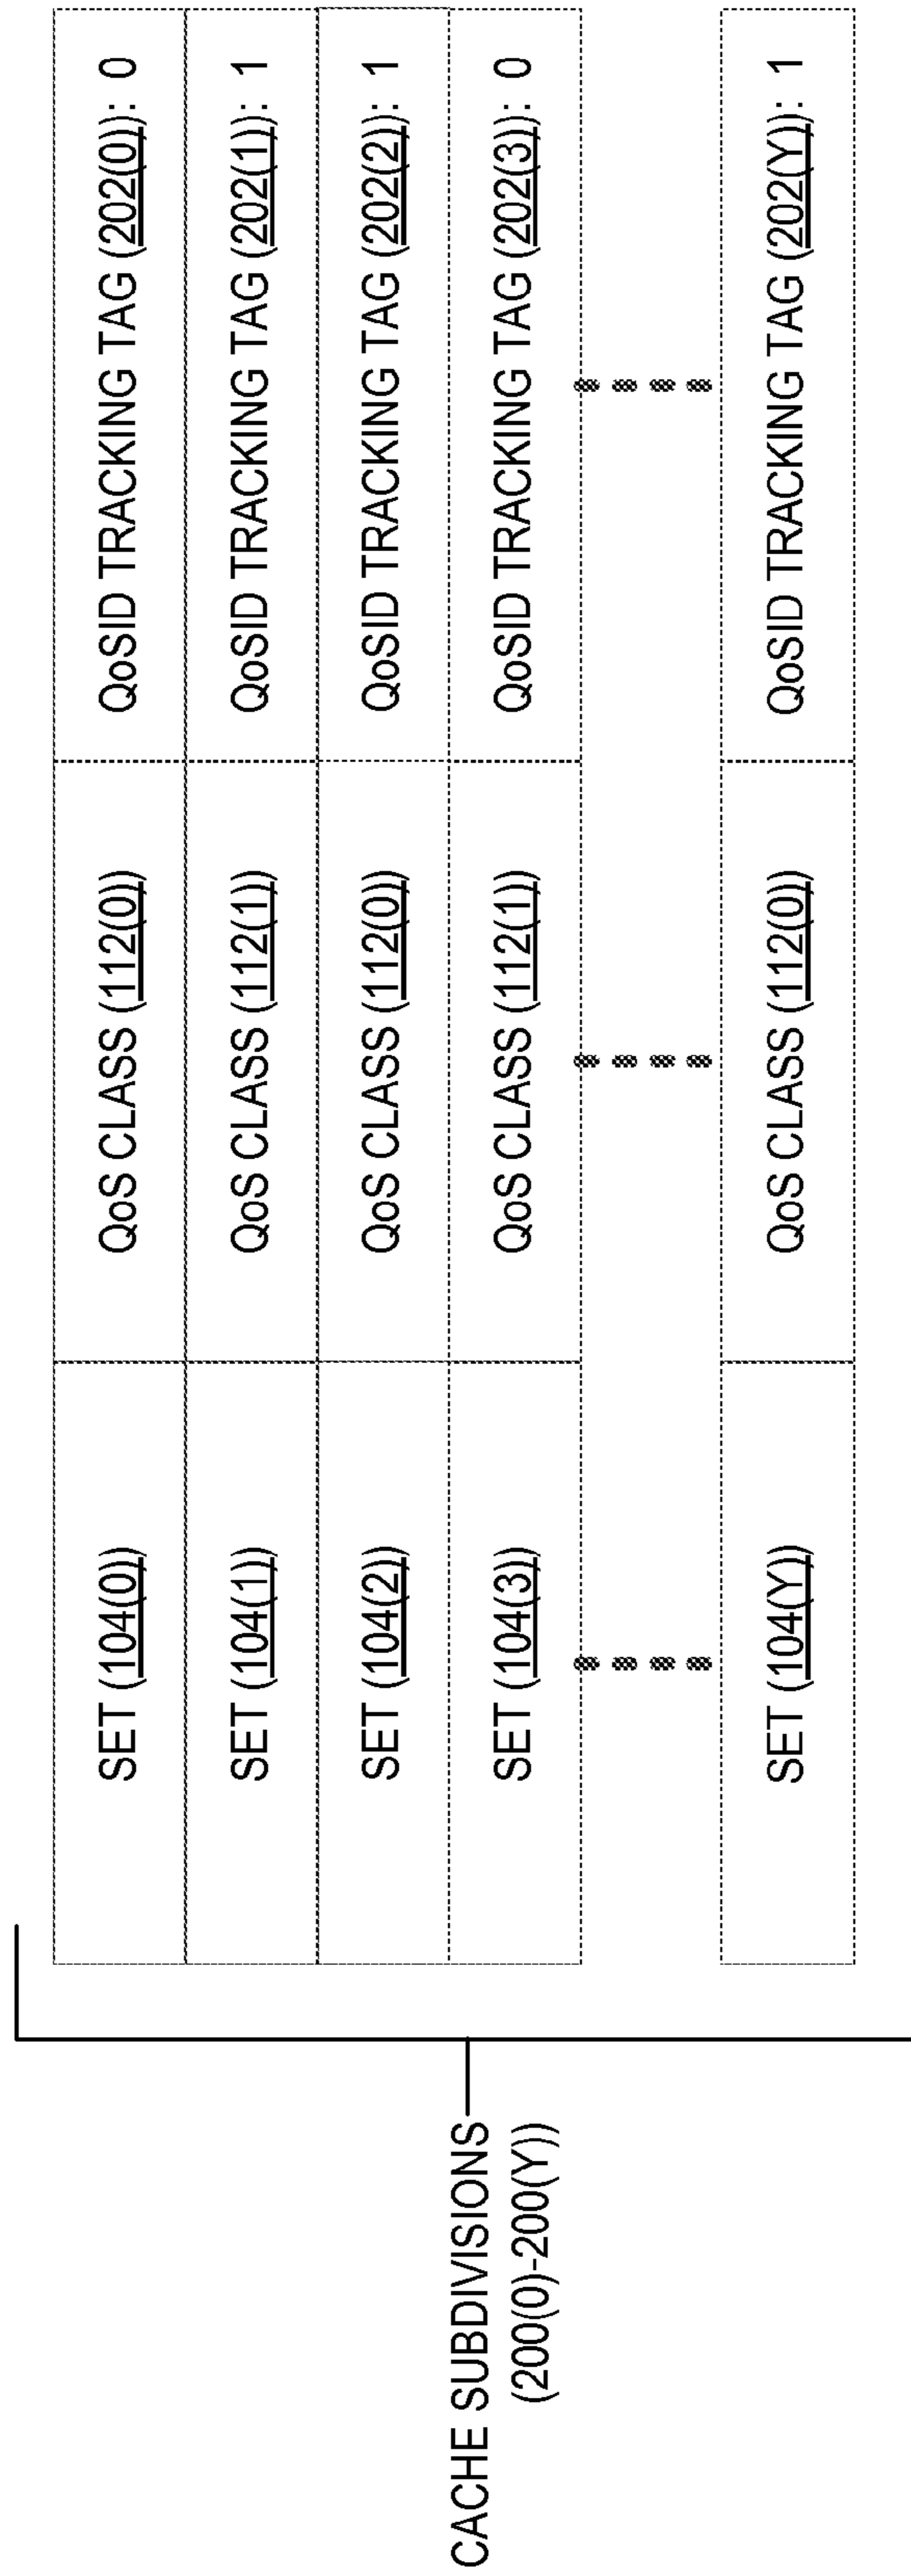 CACHE SUBDIVISIONS
(200(0)-200(Y))
SET (104(0)) QoS CLASS (112(0)) QoSID TRACKING TAG (202(0)): 0
SET (104(1)) QoS CLASS (112(1)) QoSID TRACKING TAG (202(1)): 1
SET (104(2)) QoS CLASS (112(0)) QoSID TRACKING TAG (202(2)): 1
SET (104(3)) QoS CLASS (112(1)) QoSID TRACKING TAG (202(3)): 0
SET (104(Y)) QoS CLASS (112(0)) QoSID TRACKING TAG (202(Y)): 1